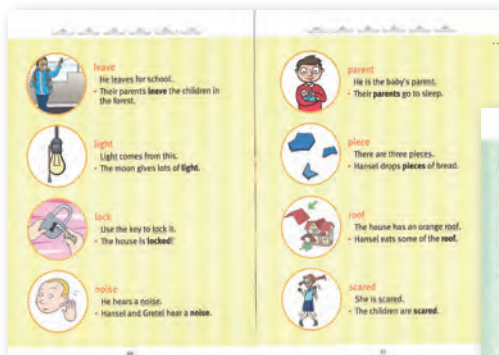 leave
He leaves for school.
• Their parents leave the children in
the forest.
light
Light comes from this.
• The moon gives lots of light.
lock
Use the key to lock it.
• The house is locked!
noise
He hears a noise.
• Hansel and Gretel hear a noise.
parent
He is the baby's parent.
• Their parents go to sleep.
piece
There are three pieces.
• Hansel drops pieces of bread.
roof
The house has an orange roof.
• Hansel eats some of the roof.
scared
She is scared.
• The children are scared.